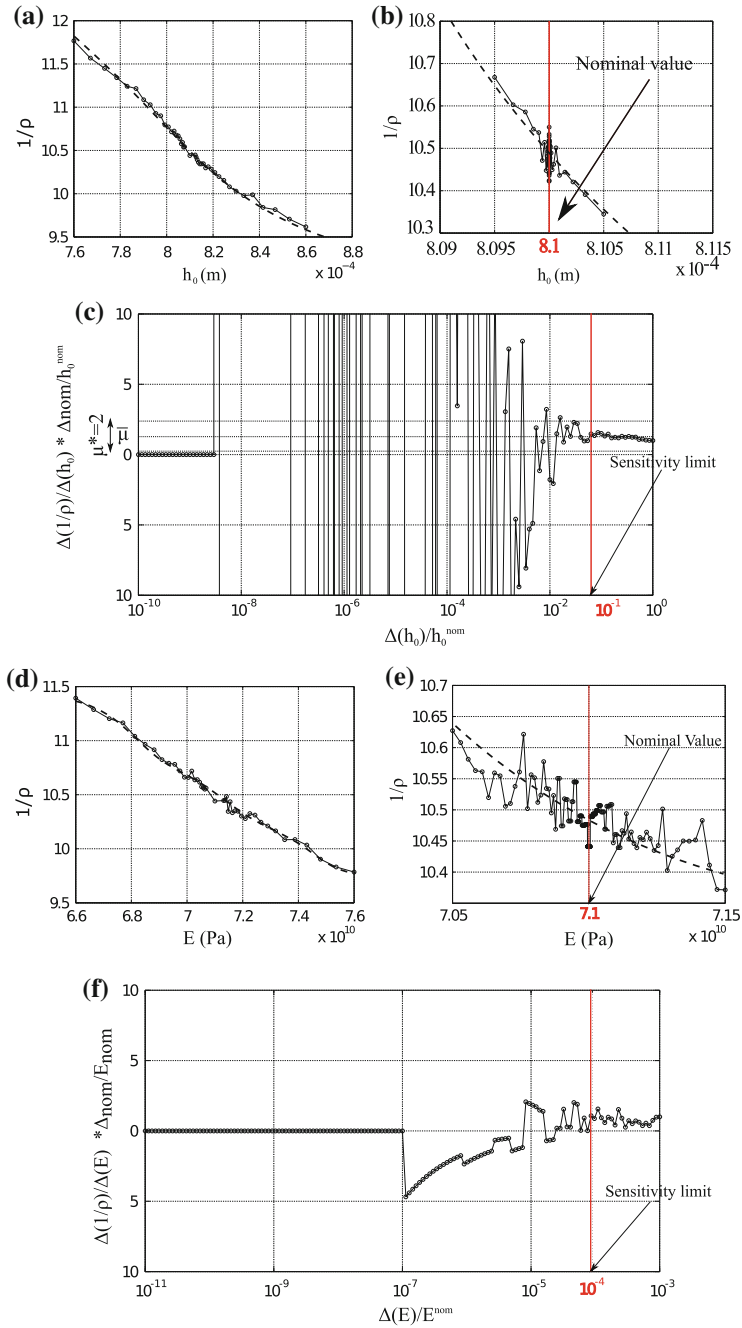 (a)
12
11.5
11
10.5
10
9.5
1/ρ
7.6 7.8 8 8.2 8.4 8.6 8.8
h₀ (m)
x 10⁻⁴
(b)
10.8
10.7
10.6
10.5
10.4
10.3
1/ρ
Nominal value
8.09 8.095 8.1 8.105 8.11 8.115
h₀ (m)
x 10⁻⁴
(c)
10
5
0
5
10
Δ(1/ρ)/Δ(h₀) * Δnom/h₀ⁿᵒᵐ
μ*=2
μ̅
Sensitivity limit
10⁻¹⁰ 10⁻⁸ 10⁻⁶ 10⁻⁴ 10⁻² 10⁻¹ 10⁰
Δ(h₀)/h₀ⁿᵒᵐ
(d)
11.5
11
10.5
10
9.5
1/ρ
6.6 6.8 7 7.2 7.4 7.6
E (Pa)
x 10¹⁰
(e)
10.7
10.65
10.6
10.55
10.5
10.45
10.4
1/ρ
Nominal Value
7.05 7.1 7.15
E (Pa)
x 10¹⁰
(f)
10
5
0
5
10
Δ(1/ρ)/Δ(E) *Δnom/Enom
Sensitivity limit
10⁻¹¹ 10⁻⁹ 10⁻⁷ 10⁻⁵ 10⁻⁴ 10⁻³
Δ(E)/Eⁿᵒᵐ